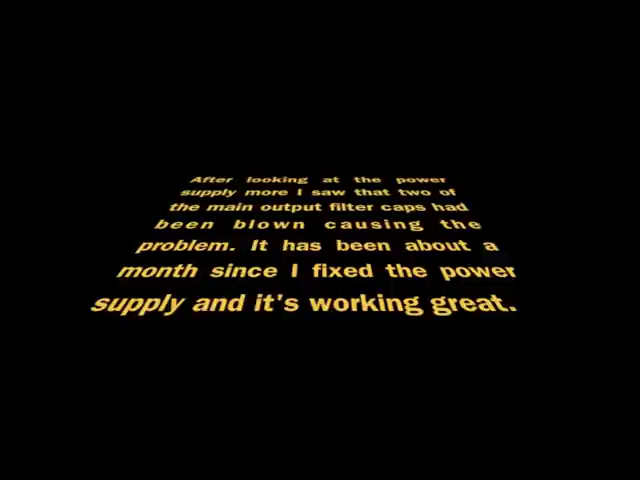 After looking at the power
supply more I saw that two of
the main output filter caps had
been blown causing the
problem. It has been about a
month since I fixed the power
supply and it's working great.